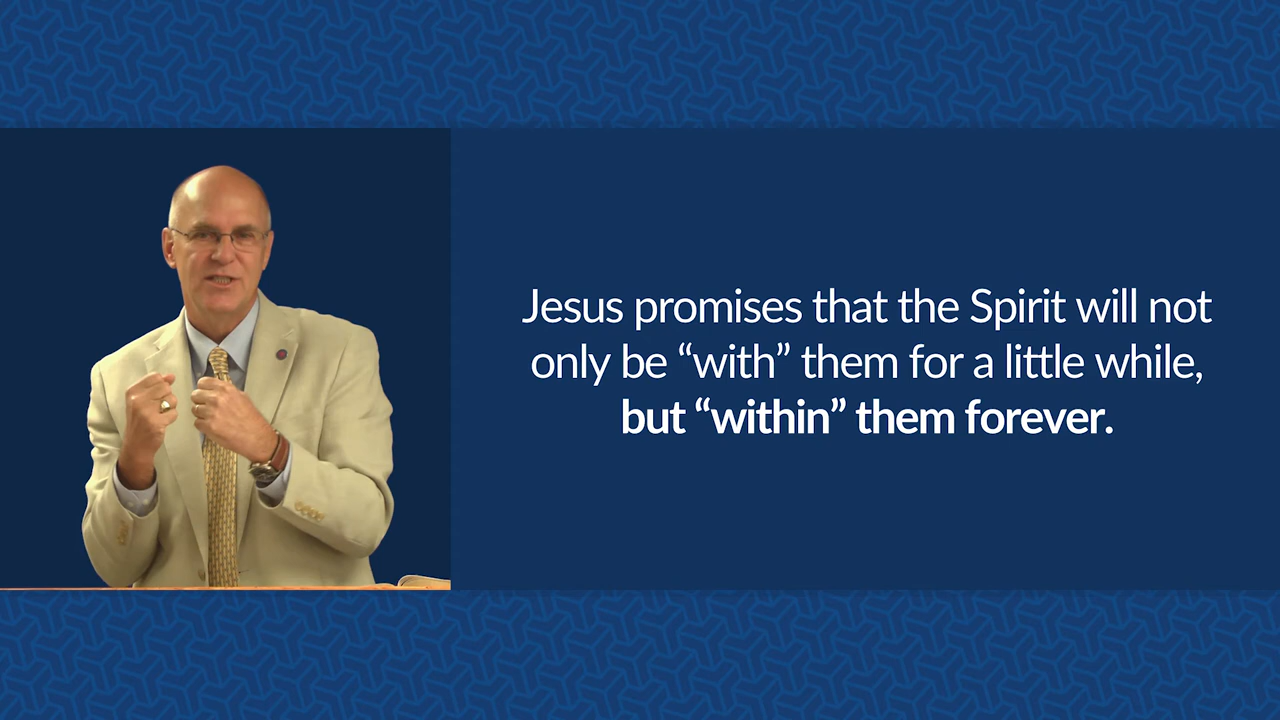 Jesus promises that the Spirit will not
only be “with” them for a little while,
but “within” them forever.